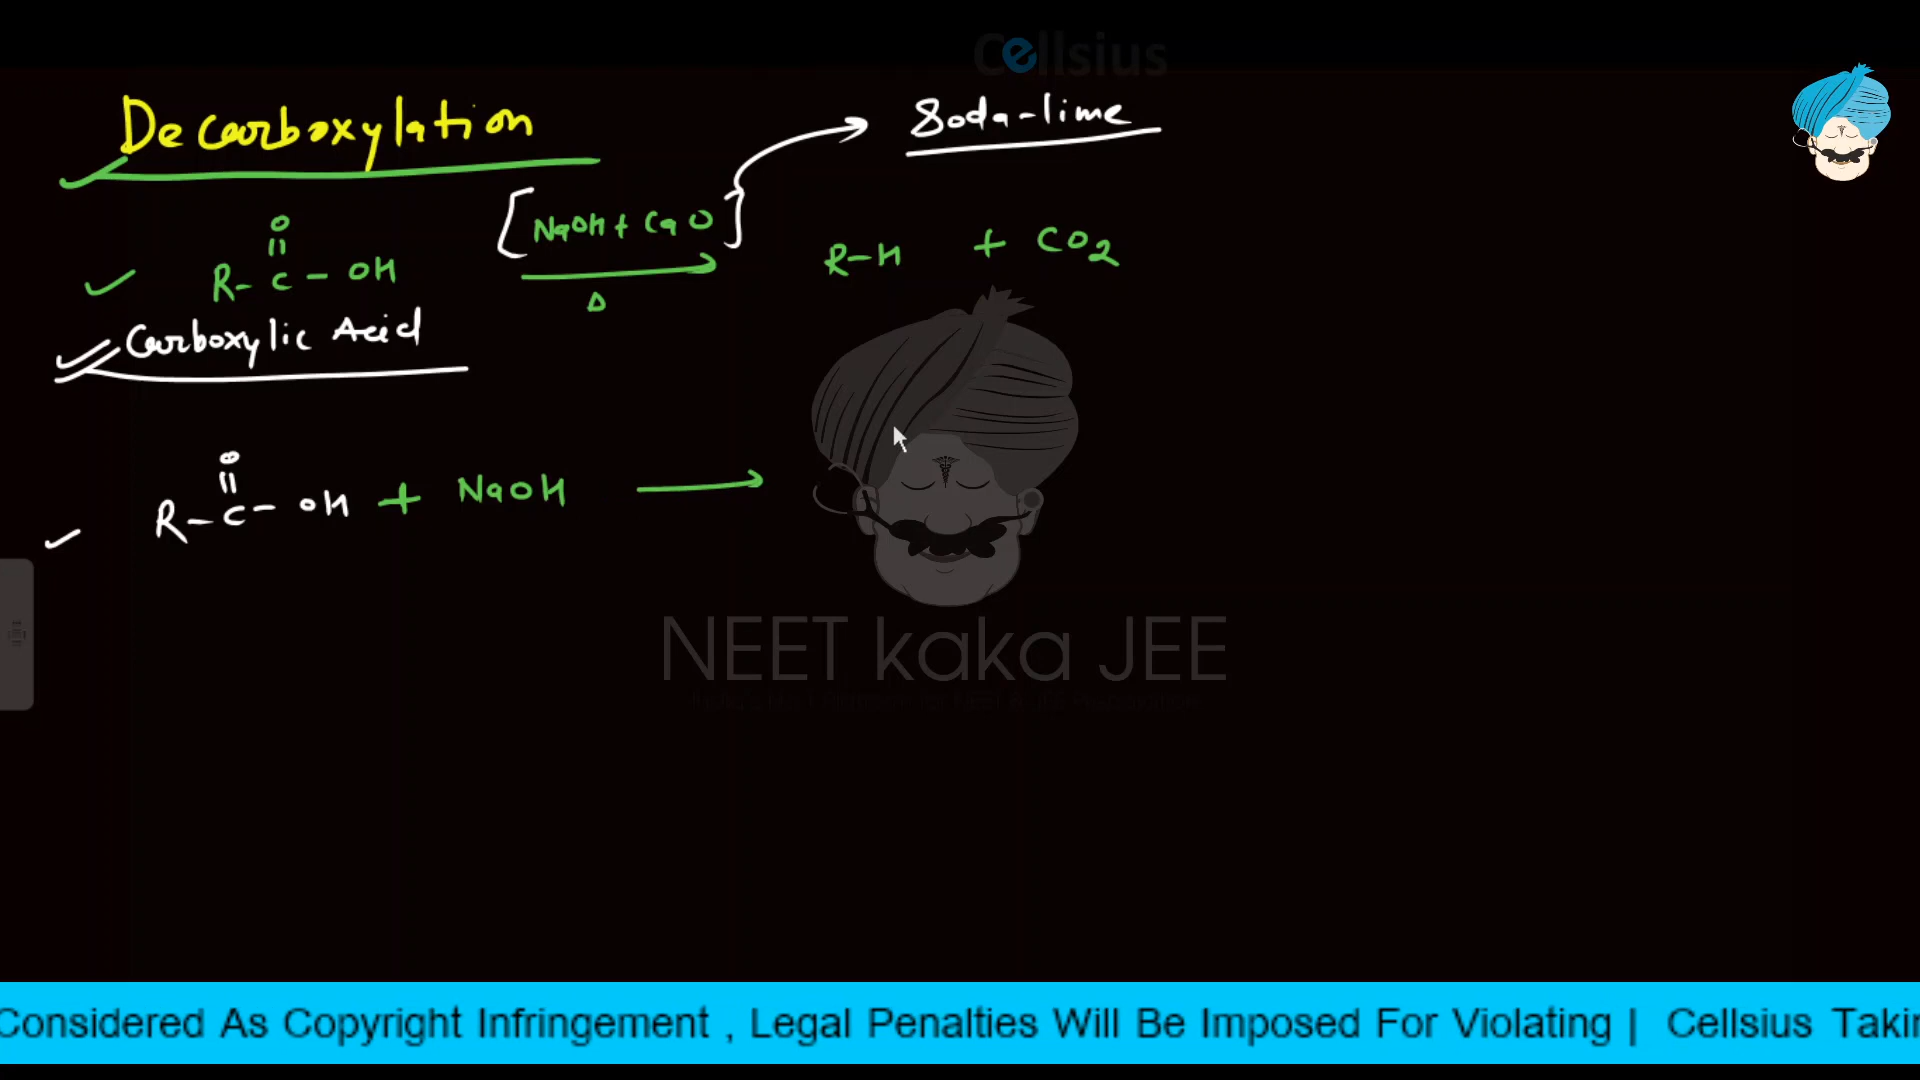 Cellsius
Decarboxylation
Soda-lime
[NaOH + CaO]
O
||
R-C-OH
Δ
R-H + CO2
Carboxylic Acid
O
||
R-C-OH + NaOH
NEET kaka JEE
Considered As Copyright Infringement , Legal Penalties Will Be Imposed For Violating | Cellsius Takin